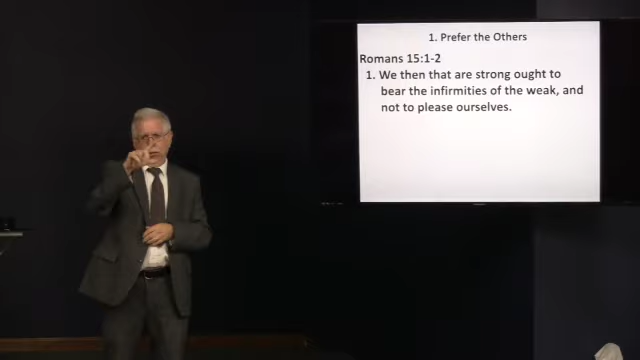 1. Prefer the Others
Romans 15:1-2
1. We then that are strong ought to
bear the infirmities of the weak, and
not to please ourselves.